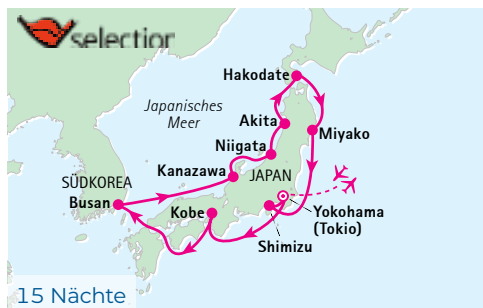 selection
Hakodate
Japanisches
Meer
Akita
Miyako
Niigata
Kanazawa
SÜDKOREA
JAPAN
Busan
Kobe
Yokohama
(Tokio)
Shimizu
15 Nächte